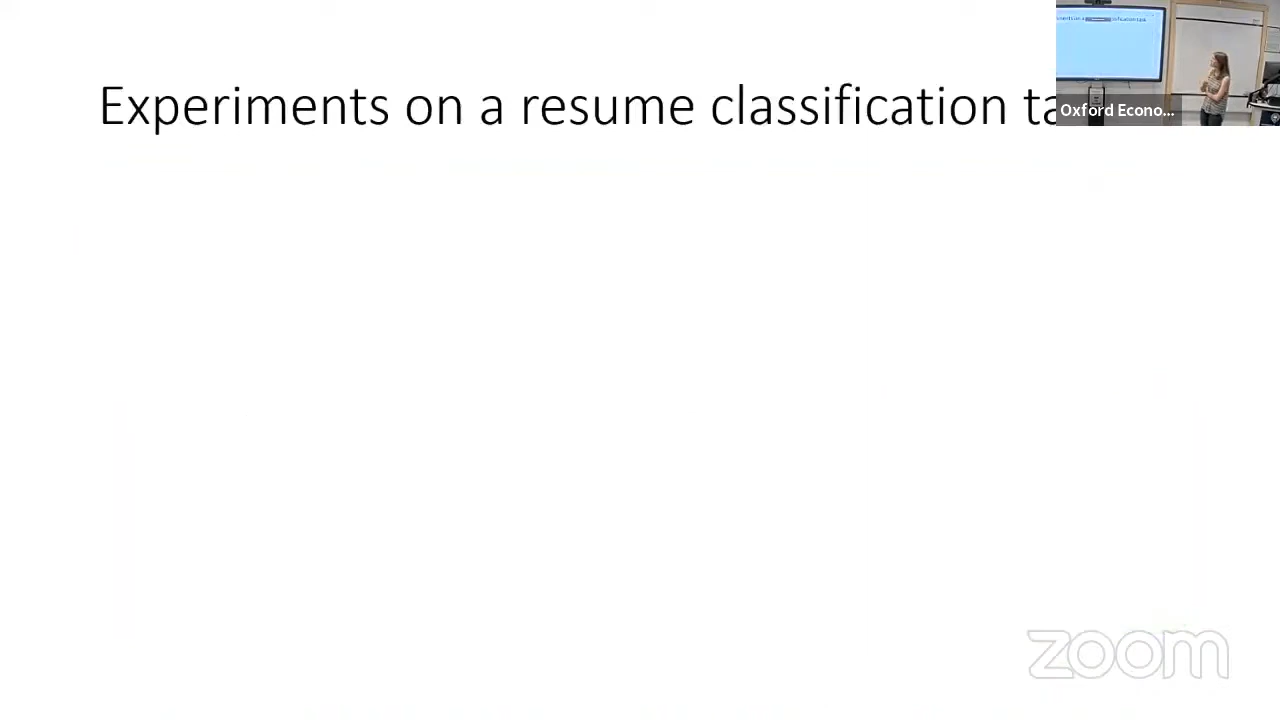 Experiments on a resume classification ta
Oxford Econo...
zoom